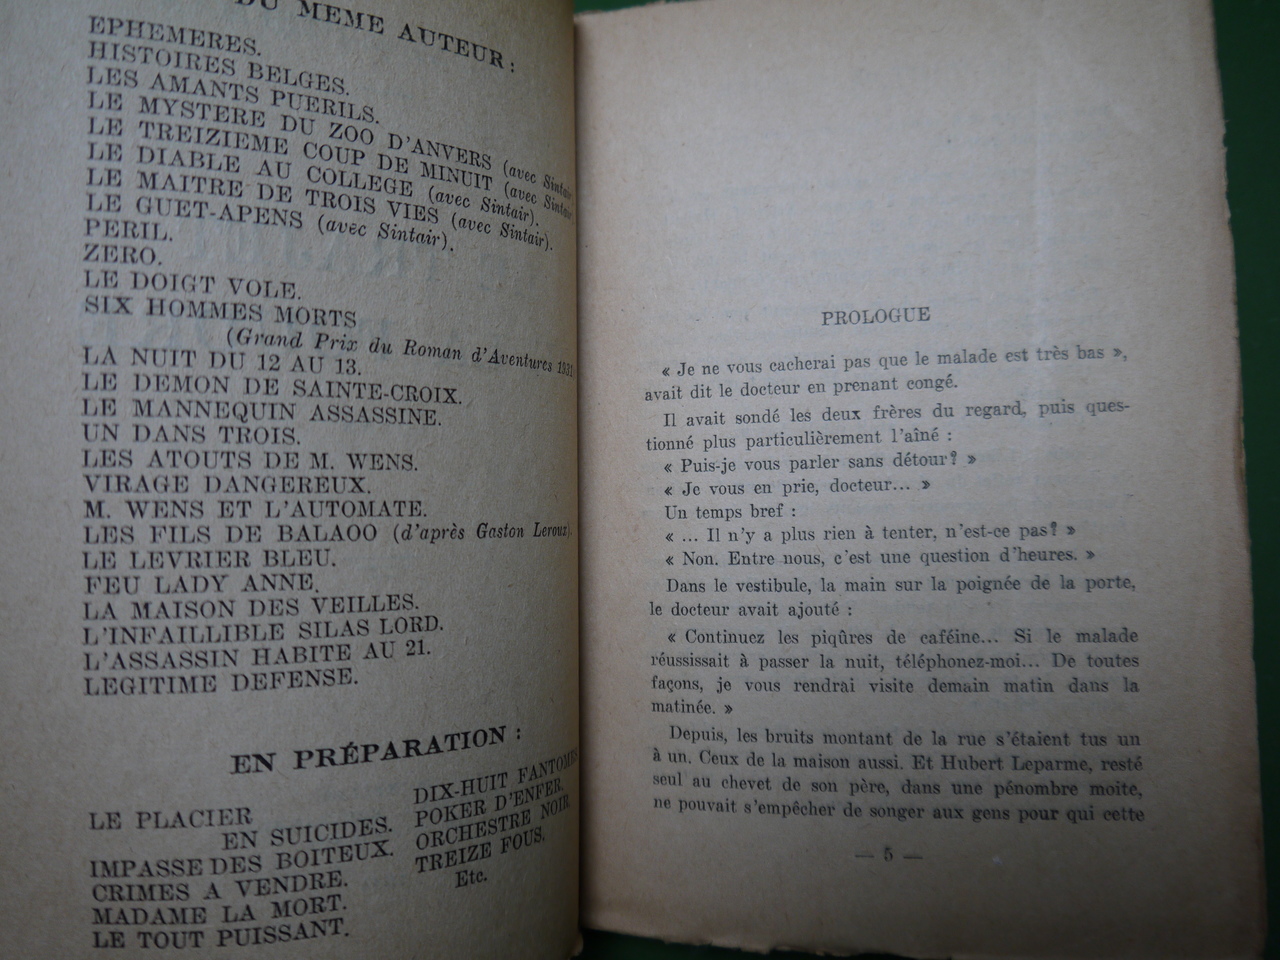 DU MEME AUTEUR :
EPHEMERES.
HISTOIRES BELGES.
LES AMANTS PUERILS.
LE MYSTERE DU ZOO D'ANVERS (avec Sintair
LE TREIZIEME COUP DE MINUIT (avec Sintair
LE DIABLE AU COLLEGE (avec Sintair).
LE MAITRE DE TROIS VIES (avec Sintair).
LE GUET-APENS (avec Sintair).
PERIL.
ZERO.
LE DOIGT VOLE.
SIX HOMMES MORTS
(Grand Prix du Roman d'Aventures 1931)
LA NUIT DU 12 AU 13.
LE DEMON DE SAINTE-CROIX.
LE MANNEQUIN ASSASSINE.
UN DANS TROIS.
LES ATOUTS DE M. WENS.
VIRAGE DANGEREUX.
M. WENS ET L'AUTOMATE.
LES FILS DE BALAOO (d'après Gaston Leroux).
LE LEVRIER BLEU.
FEU LADY ANNE.
LA MAISON DES VEILLES.
L'INFAILLIBLE SILAS LORD.
L'ASSASSIN HABITE AU 21.
LEGITIME DEFENSE.
EN PRÉPARATION :
LE PLACIER
EN SUICIDES.
IMPASSE DES BOITEUX.
CRIMES A VENDRE.
MADAME LA MORT.
LE TOUT PUISSANT.
DIX-HUIT FANTOMES
POKER D'ENFER.
ORCHESTRE NOIR
TREIZE FOUS.
Etc.
PROLOGUE
« Je ne vous cacherai pas que le malade est très bas »,
avait dit le docteur en prenant congé.
Il avait sondé les deux frères du regard, puis ques-
tionné plus particulièrement l'aîné :
« Puis-je vous parler sans détour? »
« Je vous en prie, docteur... »
Un temps bref :
« ... Il n'y a plus rien à tenter, n'est-ce pas? »
« Non. Entre nous, c'est une question d'heures. »
Dans le vestibule, la main sur la poignée de la porte,
le docteur avait ajouté :
« Continuez les piqûres de caféine... Si le malade
réussissait à passer la nuit, téléphonez-moi... De toutes
façons, je vous rendrai visite demain matin dans la
matinée. »
Depuis, les bruits montant de la rue s'étaient tus un
à un. Ceux de la maison aussi. Et Hubert Leparme, resté
seul au chevet de son père, dans une pénombre moite,
ne pouvait s'empêcher de songer aux gens pour qui cette
— 5 —